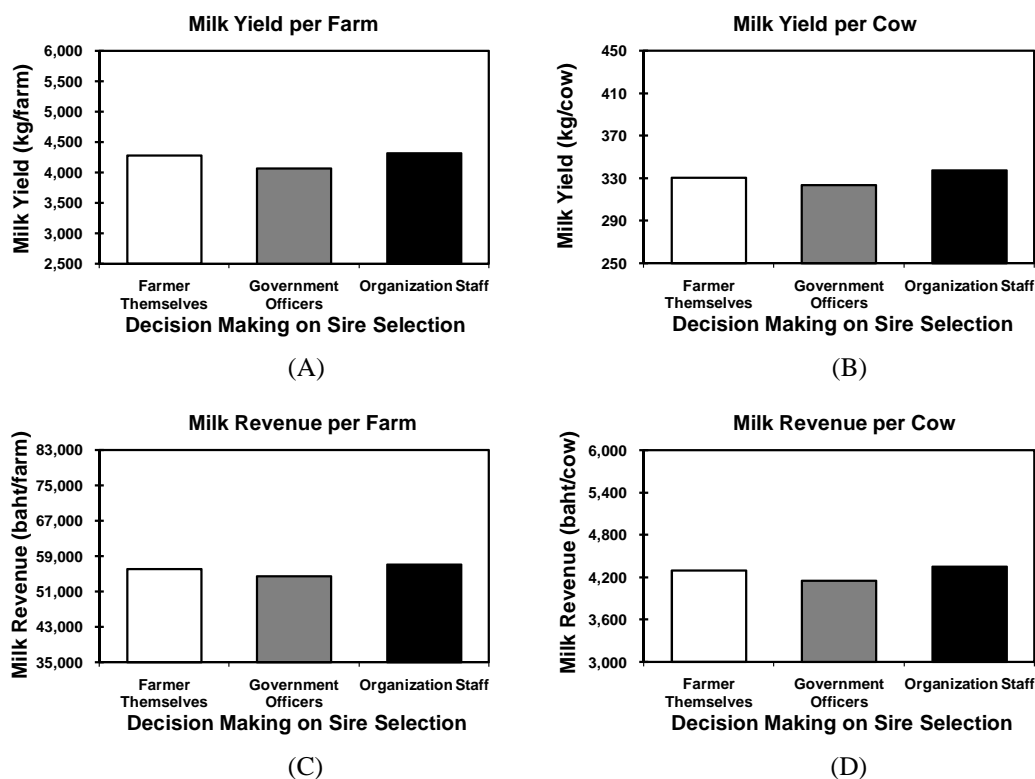 Milk Yield per Farm
Milk Yield (kg/farm)
6,000
5,500
5,000
4,500
4,000
3,500
3,000
2,500
Farmer Themselves
Government Officers
Organization Staff
Decision Making on Sire Selection
(A)
Milk Yield per Cow
Milk Yield (kg/cow)
450
410
370
330
290
250
Farmer Themselves
Government Officers
Organization Staff
Decision Making on Sire Selection
(B)
Milk Revenue per Farm
Milk Revenue (baht/farm)
83,000
75,000
67,000
59,000
51,000
43,000
35,000
Farmer Themselves
Government Officers
Organization Staff
Decision Making on Sire Selection
(C)
Milk Revenue per Cow
Milk Revenue (baht/cow)
6,000
5,400
4,800
4,200
3,600
3,000
Farmer Themselves
Government Officers
Organization Staff
Decision Making on Sire Selection
(D)